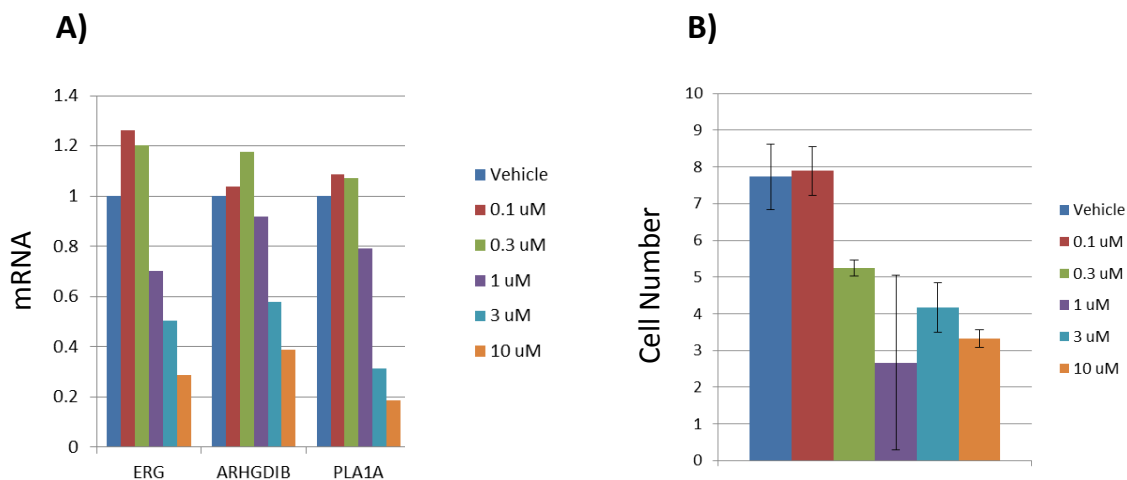 A)
1.4
1.2
1
0.8
0.6
0.4
0.2
0
mRNA
ERG ARHGDIB PLA1A
Vehicle
0.1 uM
0.3 uM
1 uM
3 uM
10 uM
B)
10
9
8
7
6
5
4
3
2
1
0
Cell Number
Vehicle
0.1 uM
0.3 uM
1 uM
3 uM
10 uM